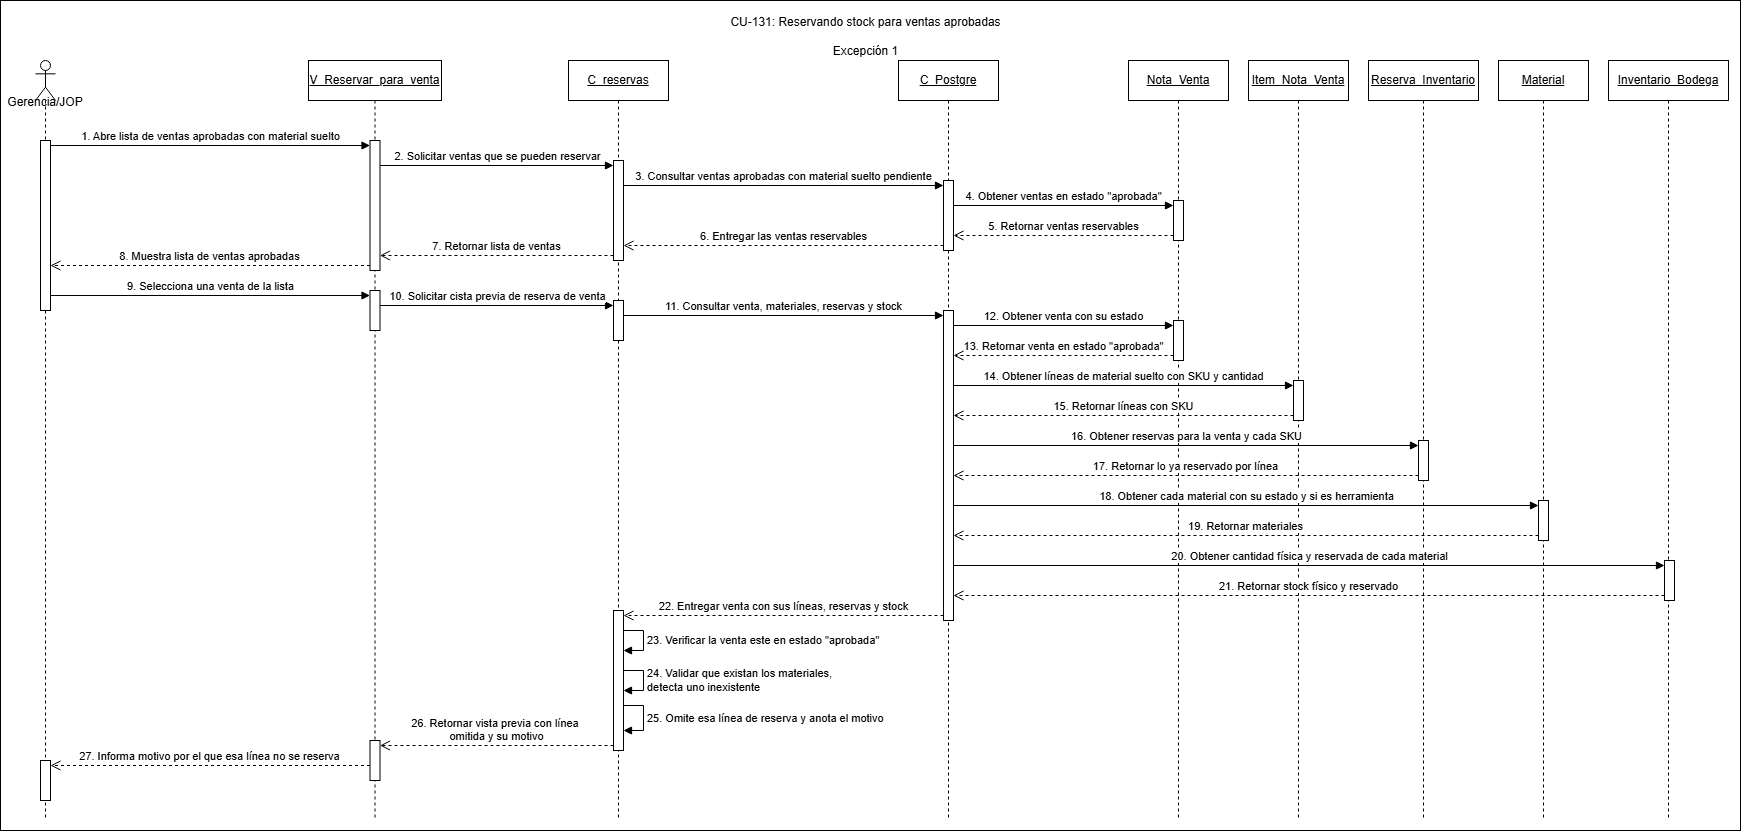 CU-131: Reservando stock para ventas aprobadas
Excepción 1
Gerencia/JOP
V_Reservar_para_venta
C_reservas
C_Postgre
Nota_Venta
Item_Nota_Venta
Reserva_Inventario
Material
Inventario_Bodega
1. Abre lista de ventas aprobadas con material suelto
2. Solicitar ventas que se pueden reservar
3. Consultar ventas aprobadas con material suelto pendiente
4. Obtener ventas en estado "aprobada"
5. Retornar ventas reservables
6. Entregar las ventas reservables
7. Retornar lista de ventas
8. Muestra lista de ventas aprobadas
9. Selecciona una venta de la lista
10. Solicitar cista previa de reserva de venta
11. Consultar venta, materiales, reservas y stock
12. Obtener venta con su estado
13. Retornar venta en estado "aprobada"
14. Obtener líneas de material suelto con SKU y cantidad
15. Retornar líneas con SKU
16. Obtener reservas para la venta y cada SKU
17. Retornar lo ya reservado por línea
18. Obtener cada material con su estado y si es herramienta
19. Retornar materiales
20. Obtener cantidad física y reservada de cada material
21. Retornar stock físico y reservado
22. Entregar venta con sus líneas, reservas y stock
23. Verificar la venta este en estado "aprobada"
24. Validar que existan los materiales,
detecta uno inexistente
25. Omite esa línea de reserva y anota el motivo
26. Retornar vista previa con línea
omitida y su motivo
27. Informa motivo por el que esa línea no se reserva